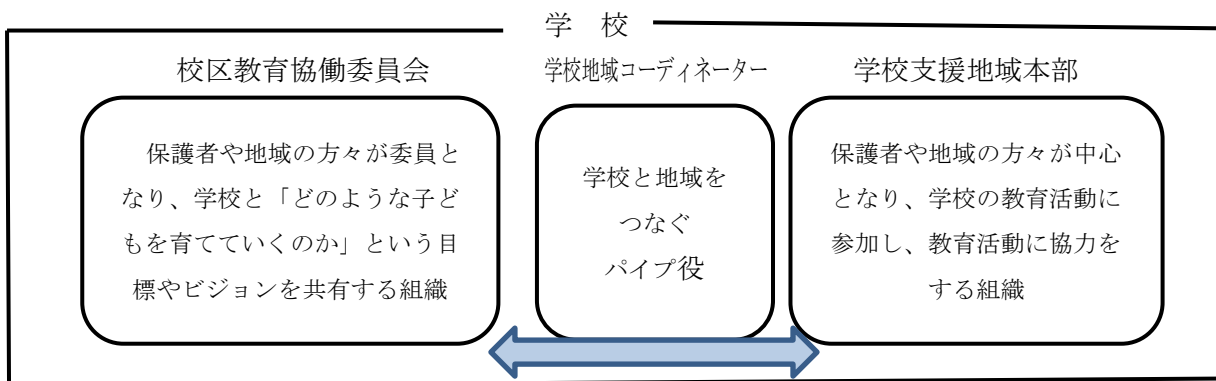 学　校
校区教育協働委員会
保護者や地域の方々が委員と
なり、学校と「どのような子ど
もを育てていくのか」という目
標やビジョンを共有する組織
学校地域コーディネーター
学校と地域を
つなぐ
パイプ役
学校支援地域本部
保護者や地域の方々が中心
となり、学校の教育活動に
参加し、教育活動に協力を
する組織